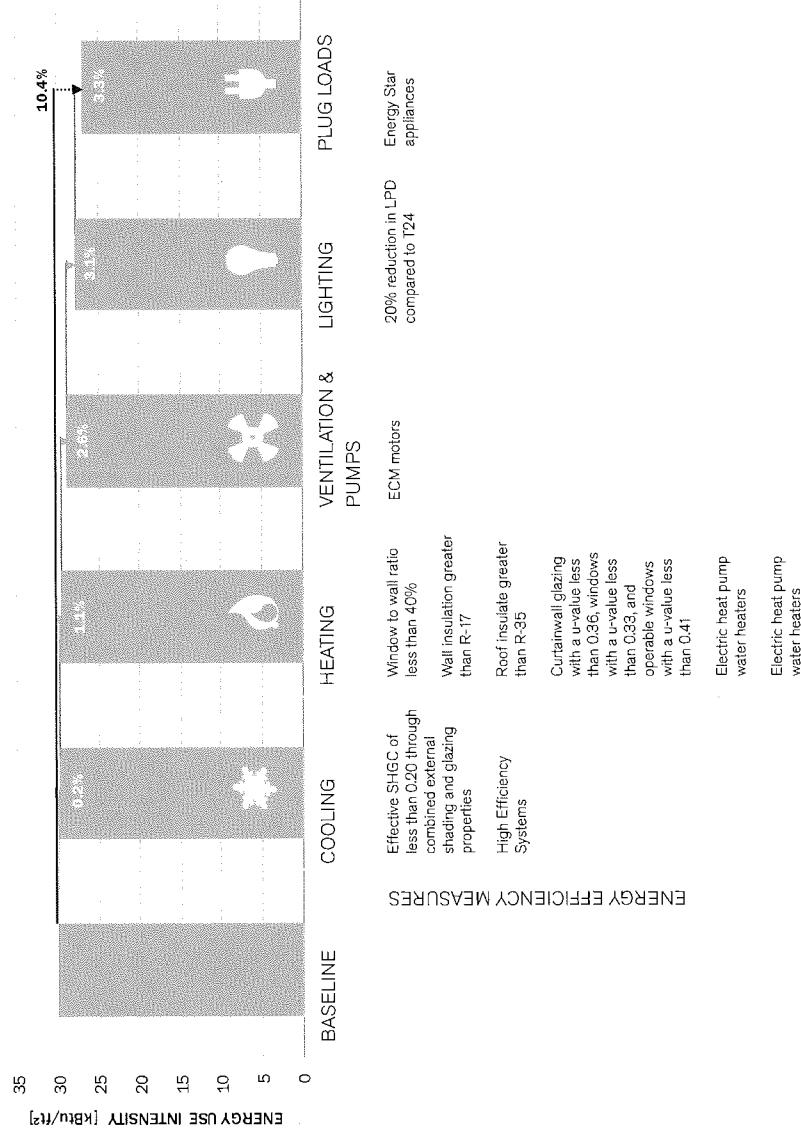 ENERGY USE INTENSITY [kBtu/ft²]
35
30
25
20
15
10
5
0
10.4%
0.2%
1.1%
2.6%
3.1%
3.3%
BASELINE
COOLING
HEATING
VENTILATION &
PUMPS
LIGHTING
PLUG LOADS
ENERGY EFFICIENCY MEASURES
Effective SHGC of
less than 0.20 through
combined external
shading and glazing
properties
High Efficiency
Systems
Window to wall ratio
less than 40%
Wall insulation greater
than R-17
Roof insulate greater
than R-35
Curtainwall glazing
with a u-value less
than 0.36, windows
with a u-value less
than 0.33, and
operable windows
with a u-value less
than 0.41
Electric heat pump
water heaters
Electric heat pump
water heaters
ECM motors
20% reduction in LPD
compared to T24
Energy Star
appliances